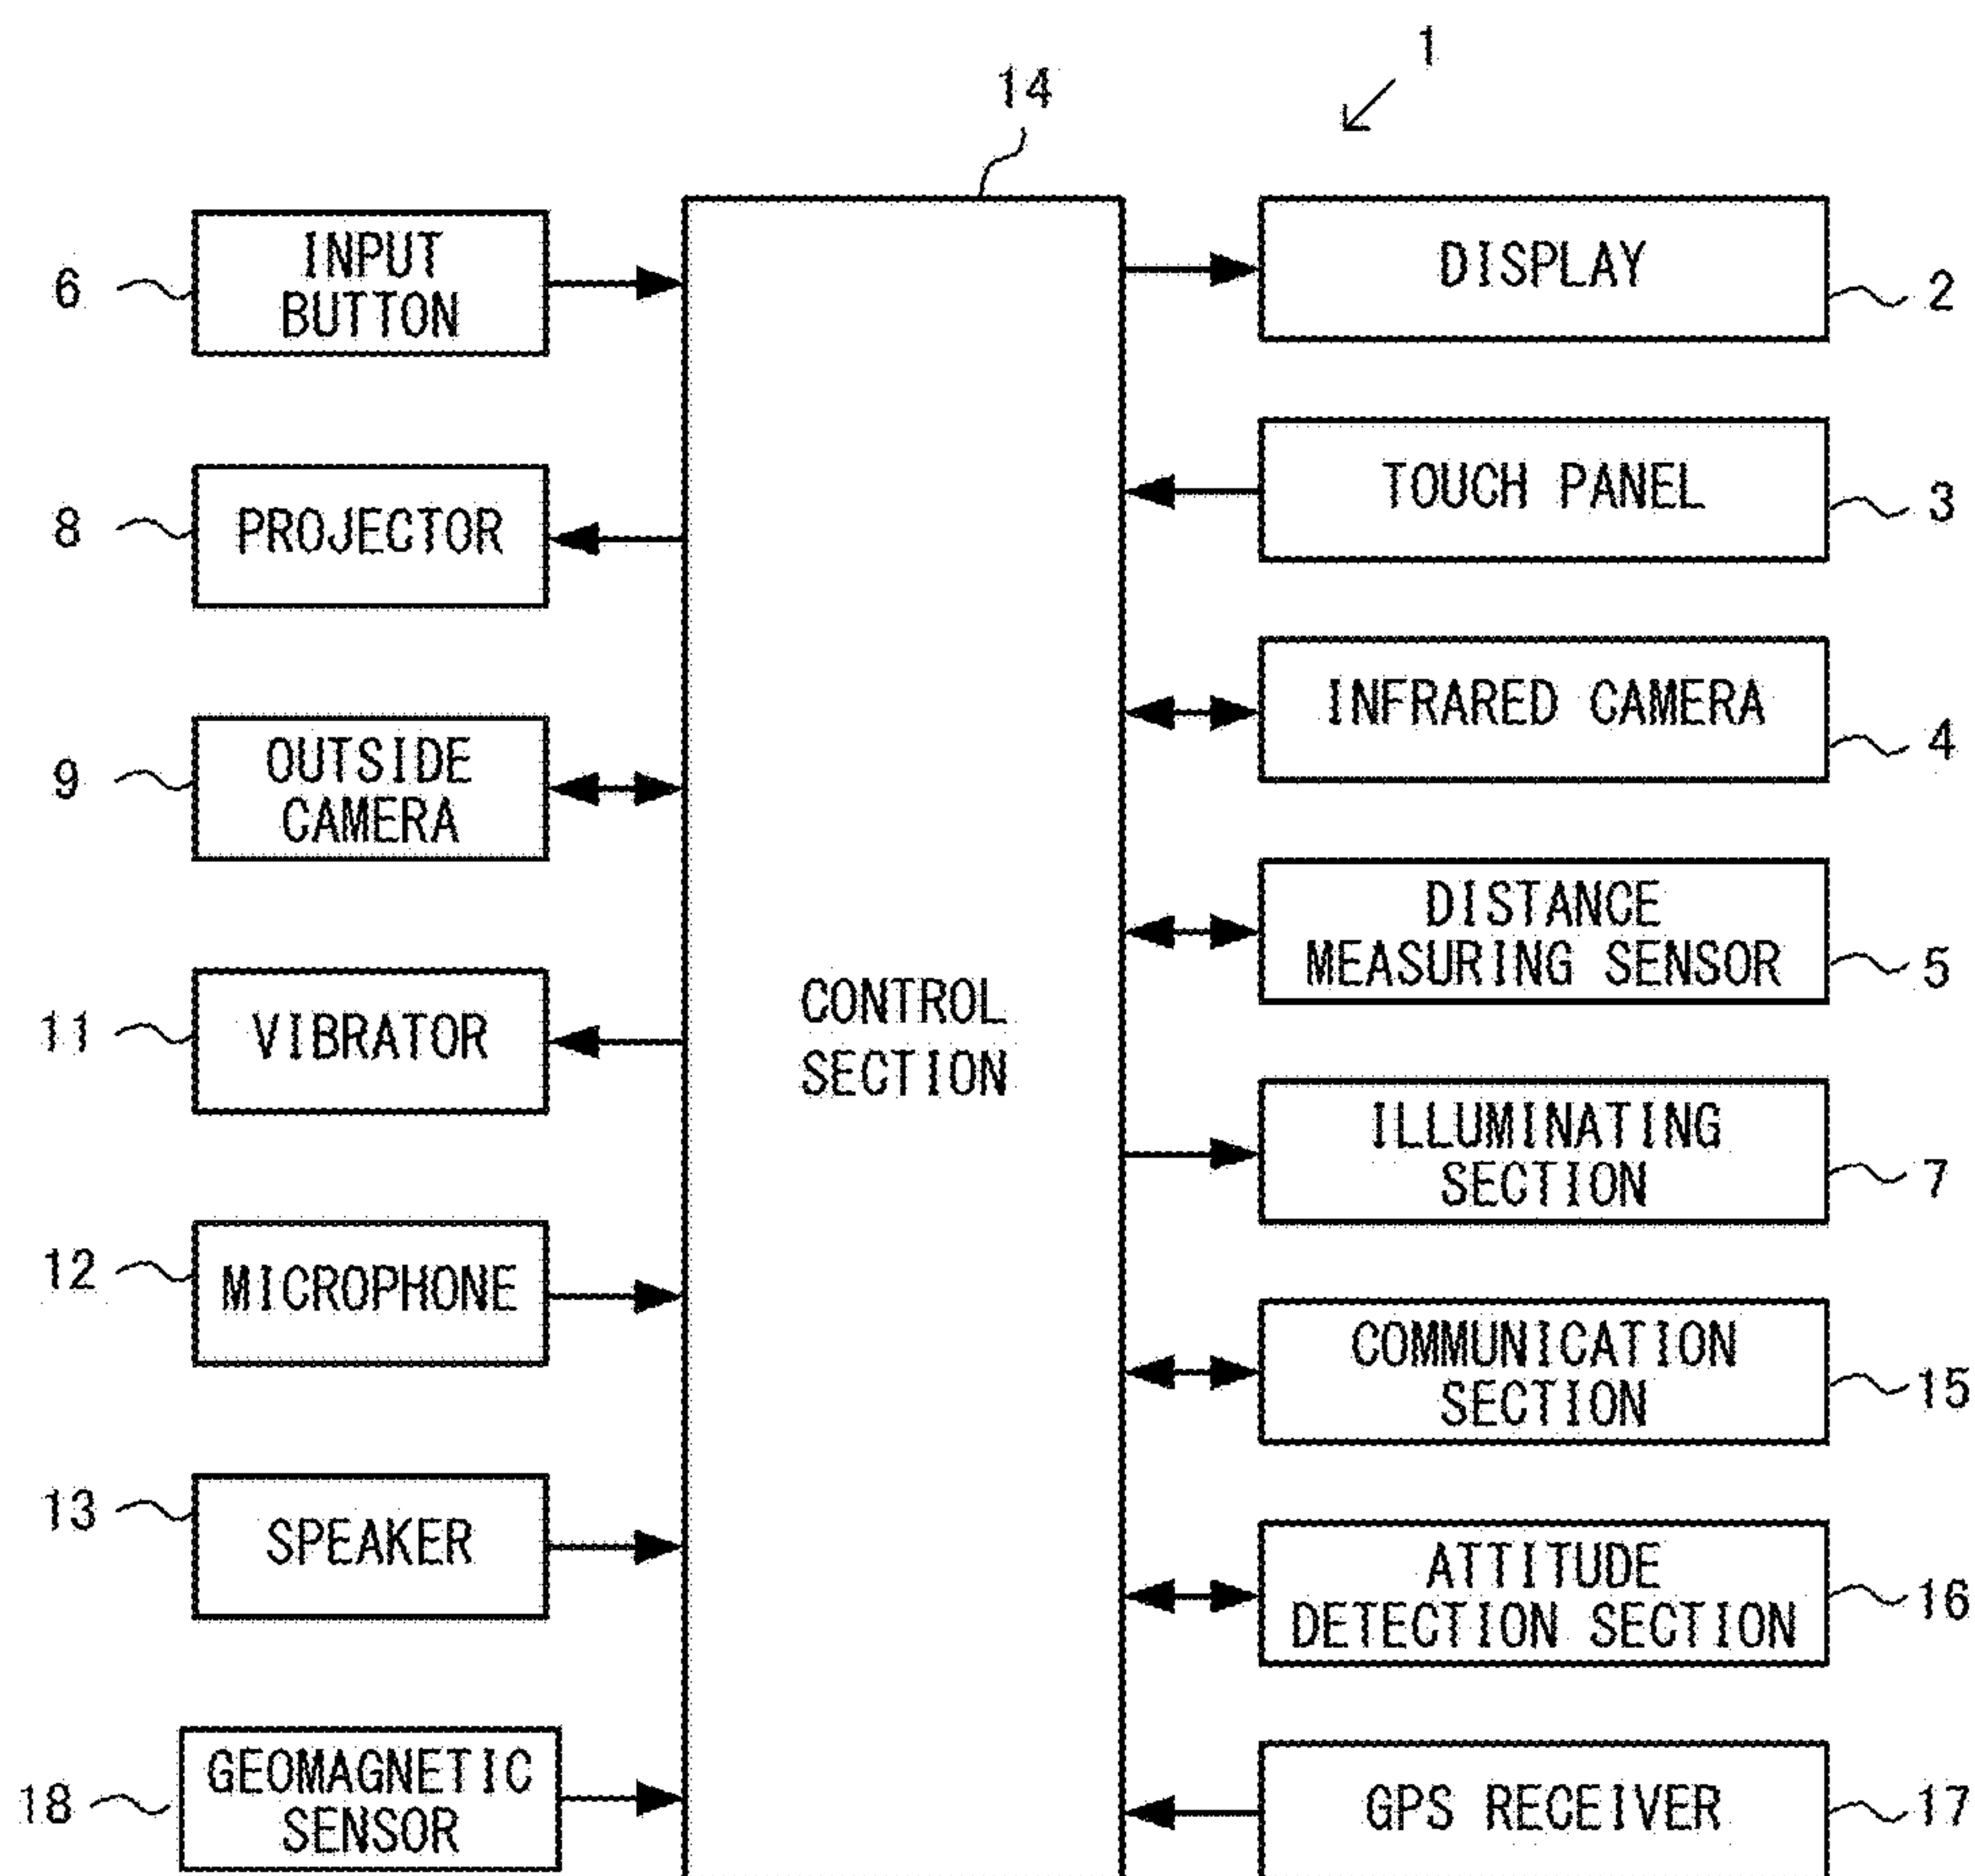 1
14
6
INPUT
BUTTON
8
PROJECTOR
9
OUTSIDE
CAMERA
11
VIBRATOR
12
MICROPHONE
13
SPEAKER
18
GEOMAGNETIC
SENSOR
CONTROL
SECTION
DISPLAY
2
TOUCH PANEL
3
INFRARED CAMERA
4
DISTANCE
MEASURING SENSOR
5
ILLUMINATING
SECTION
7
COMMUNICATION
SECTION
15
ATTITUDE
DETECTION SECTION
16
GPS RECEIVER
17